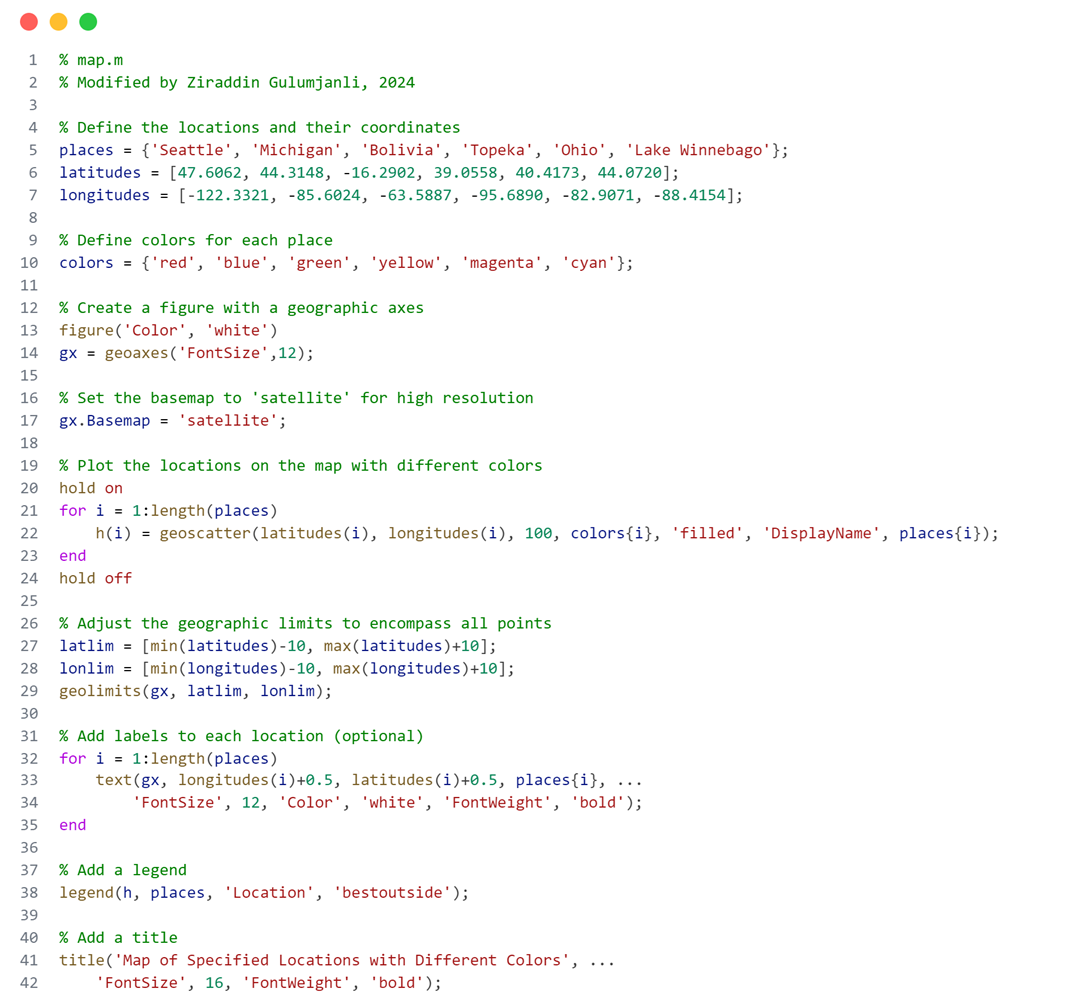 1 % map.m
2 % Modified by Ziraddin Gulumjanli, 2024
3
4 % Define the locations and their coordinates
5 places = {'Seattle', 'Michigan', 'Bolivia', 'Topeka', 'Ohio', 'Lake Winnebago'};
6 latitudes = [47.6062, 44.3148, -16.2902, 39.0558, 40.4173, 44.0720];
7 longitudes = [-122.3321, -85.6024, -63.5887, -95.6890, -82.9071, -88.4154];
8
9 % Define colors for each place
10 colors = {'red', 'blue', 'green', 'yellow', 'magenta', 'cyan'};
11
12 % Create a figure with a geographic axes
13 figure('Color', 'white')
14 gx = geoaxes('FontSize',12);
15
16 % Set the basemap to 'satellite' for high resolution
17 gx.Basemap = 'satellite';
18
19 % Plot the locations on the map with different colors
20 hold on
21 for i = 1:length(places)
22     h(i) = geoscatter(latitudes(i), longitudes(i), 100, colors{i}, 'filled', 'DisplayName', places{i});
23 end
24 hold off
25
26 % Adjust the geographic limits to encompass all points
27 latlim = [min(latitudes)-10, max(latitudes)+10];
28 lonlim = [min(longitudes)-10, max(longitudes)+10];
29 geolimits(gx, latlim, lonlim);
30
31 % Add labels to each location (optional)
32 for i = 1:length(places)
33     text(gx, longitudes(i)+0.5, latitudes(i)+0.5, places{i}, ...
34         'FontSize', 12, 'Color', 'white', 'FontWeight', 'bold');
35 end
36
37 % Add a legend
38 legend(h, places, 'Location', 'bestoutside');
39
40 % Add a title
41 title('Map of Specified Locations with Different Colors', ...
42     'FontSize', 16, 'FontWeight', 'bold');